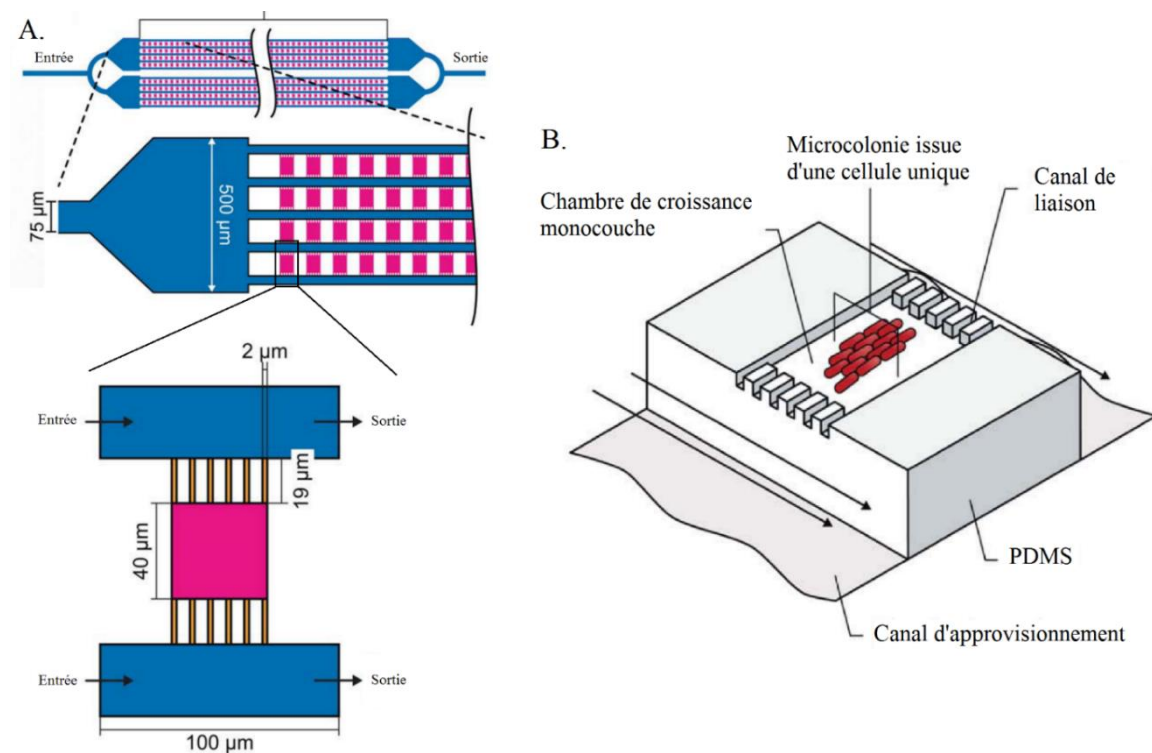 A.
Entrée
Sortie
75 µm
500 µm
2 µm
Entrée
Sortie
19 µm
40 µm
Entrée
Sortie
100 µm
B.
Microcolonie issue
d'une cellule unique
Canal de
liaison
Chambre de croissance
monocouche
PDMS
Canal d'approvisionnement